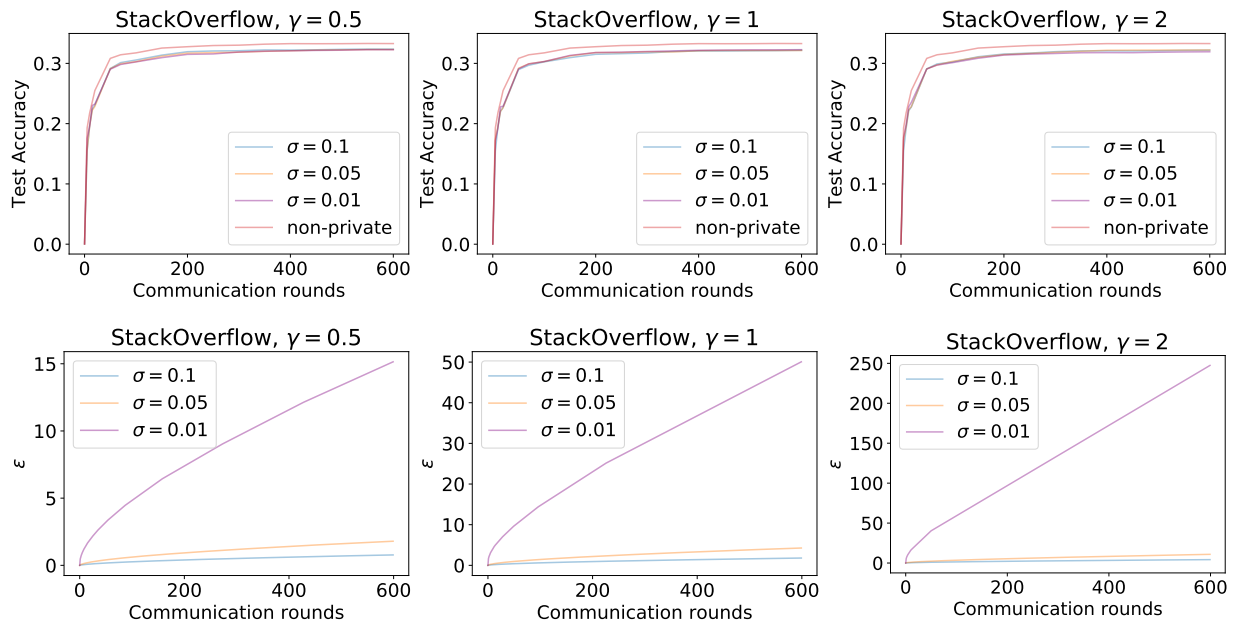 StackOverflow, γ = 0.5
Test Accuracy
0.3
0.2
0.1
0.0
σ = 0.1
σ = 0.05
σ = 0.01
non-private
0 200 400 600
Communication rounds
StackOverflow, γ = 1
Test Accuracy
0.3
0.2
0.1
0.0
σ = 0.1
σ = 0.05
σ = 0.01
non-private
0 200 400 600
Communication rounds
StackOverflow, γ = 2
Test Accuracy
0.3
0.2
0.1
0.0
σ = 0.1
σ = 0.05
σ = 0.01
non-private
0 200 400 600
Communication rounds
StackOverflow, γ = 0.5
ε
15
10
5
0
σ = 0.1
σ = 0.05
σ = 0.01
0 200 400 600
Communication rounds
StackOverflow, γ = 1
ε
50
40
30
20
10
0
σ = 0.1
σ = 0.05
σ = 0.01
0 200 400 600
Communication rounds
StackOverflow, γ = 2
ε
250
200
150
100
50
0
σ = 0.1
σ = 0.05
σ = 0.01
0 200 400 600
Communication rounds